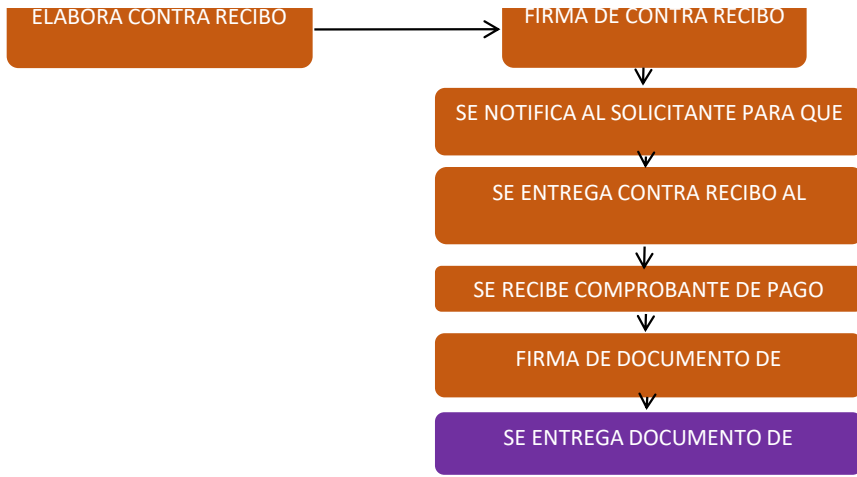 ELABORA CONTRA RECIBO
FIRMA DE CONTRA RECIBO
SE NOTIFICA AL SOLICITANTE PARA QUE
SE ENTREGA CONTRA RECIBO AL
SE RECIBE COMPROBANTE DE PAGO
FIRMA DE DOCUMENTO DE
SE ENTREGA DOCUMENTO DE